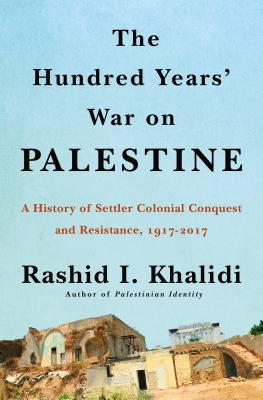 The
Hundred Years'
War on
PALESTINE
A History of Settler Colonial Conquest
and Resistance, 1917-2017
Rashid I. Khalidi
Author of Palestinian Identity